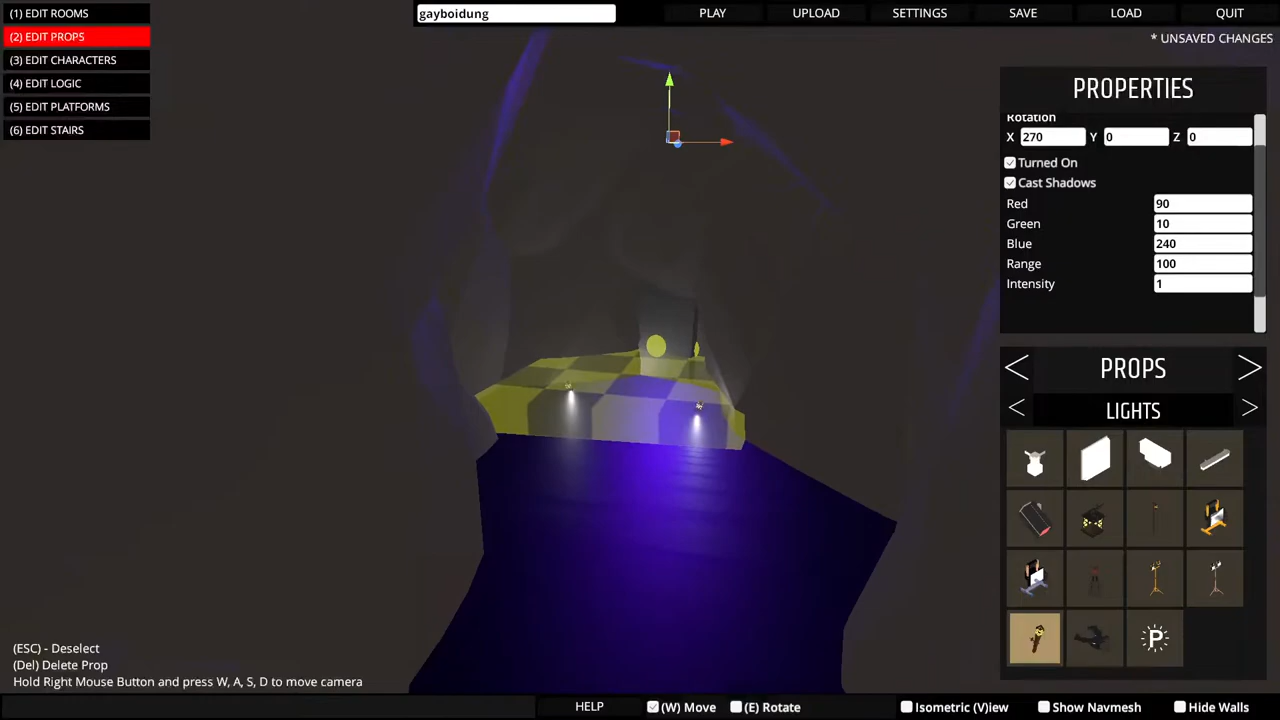 (1) EDIT ROOMS
(2) EDIT PROPS
(3) EDIT CHARACTERS
(4) EDIT LOGIC
(5) EDIT PLATFORMS
(6) EDIT STAIRS
gayboidung
PLAY UPLOAD SETTINGS SAVE LOAD QUIT
* UNSAVED CHANGES
PROPERTIES
Rotation
X 270 Y 0 Z 0
Turned On
Cast Shadows
Red 90
Green 10
Blue 240
Range 100
Intensity 1
< PROPS >
< LIGHTS >
P
(ESC) - Deselect
(Del) Delete Prop
Hold Right Mouse Button and press W, A, S, D to move camera
HELP (W) Move (E) Rotate Isometric (V)iew Show Navmesh Hide Walls